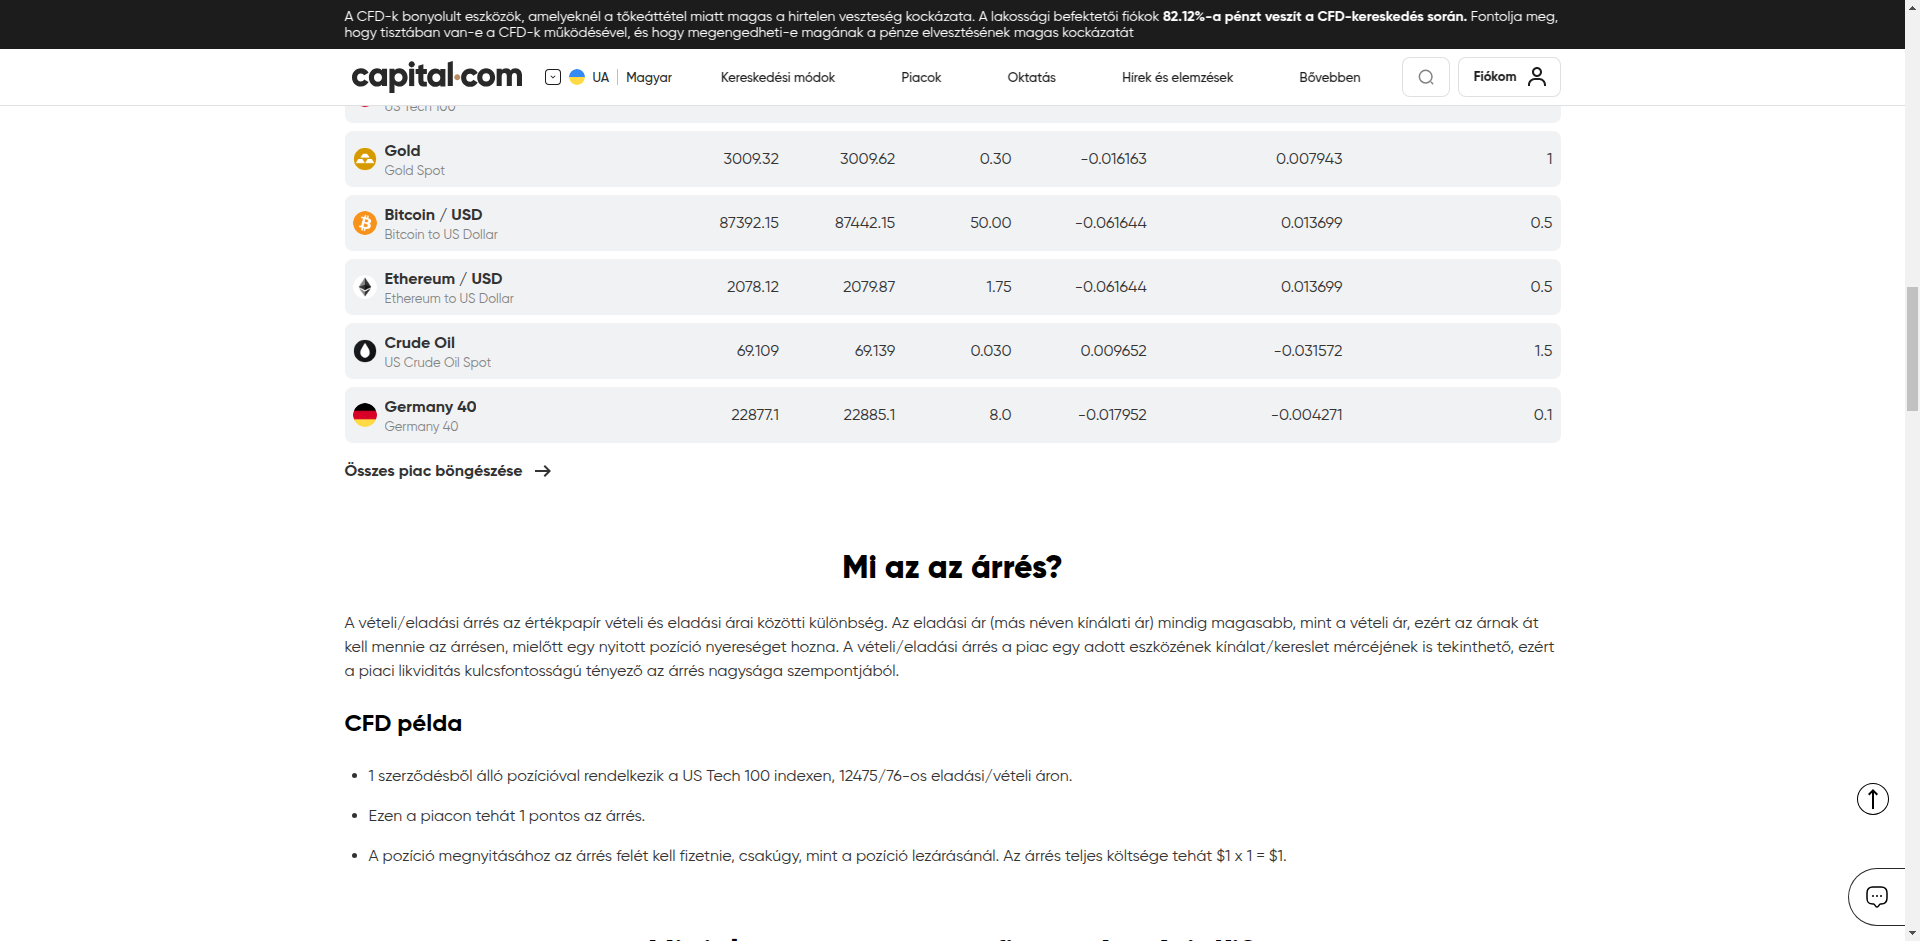 A CFD-k bonyolult eszközök, amelyeknél a tőkeáttétel miatt magas a hirtelen veszteség kockázata. A lakossági befektetői fiókok 82.12%-a pénzt veszít a CFD-kereskedés során. Fontolja meg,
hogy tisztában van-e a CFD-k működésével, és hogy megengedheti-e magának a pénze elvesztésének magas kockázatát
capital.com UA Magyar Kereskedési módok Piacok Oktatás Hírek és elemzések Bővebben Fiókom
US Tech 100
Gold 3009.32 3009.62 0.30 -0.016163 0.007943 1
Gold Spot
Bitcoin / USD 87392.15 87442.15 50.00 -0.061644 0.013699 0.5
Bitcoin to US Dollar
Ethereum / USD 2078.12 2079.87 1.75 -0.061644 0.013699 0.5
Ethereum to US Dollar
Crude Oil 69.109 69.139 0.030 0.009652 -0.031572 1.5
US Crude Oil Spot
Germany 40 22877.1 22885.1 8.0 -0.017952 -0.004271 0.1
Germany 40
Összes piac böngészése
Mi az az árrés?
A vételi/eladási árrés az értékpapír vételi és eladási árai közötti különbség. Az eladási ár (más néven kínálati ár) mindig magasabb, mint a vételi ár, ezért az árnak át
kell mennie az árrésen, mielőtt egy nyitott pozíció nyereséget hozna. A vételi/eladási árrés a piac egy adott eszközének kínálat/kereslet mércéjének is tekinthető, ezért
a piaci likviditás kulcsfontosságú tényező az árrés nagysága szempontjából.
CFD példa
• 1 szerződésből álló pozícióval rendelkezik a US Tech 100 indexen, 12475/76-os eladási/vételi áron.
• Ezen a piacon tehát 1 pontos az árrés.
• A pozíció megnyitásához az árrés felét kell fizetnie, csakúgy, mint a pozíció lezárásánál. Az árrés teljes költsége tehát $1 x 1 = $1.